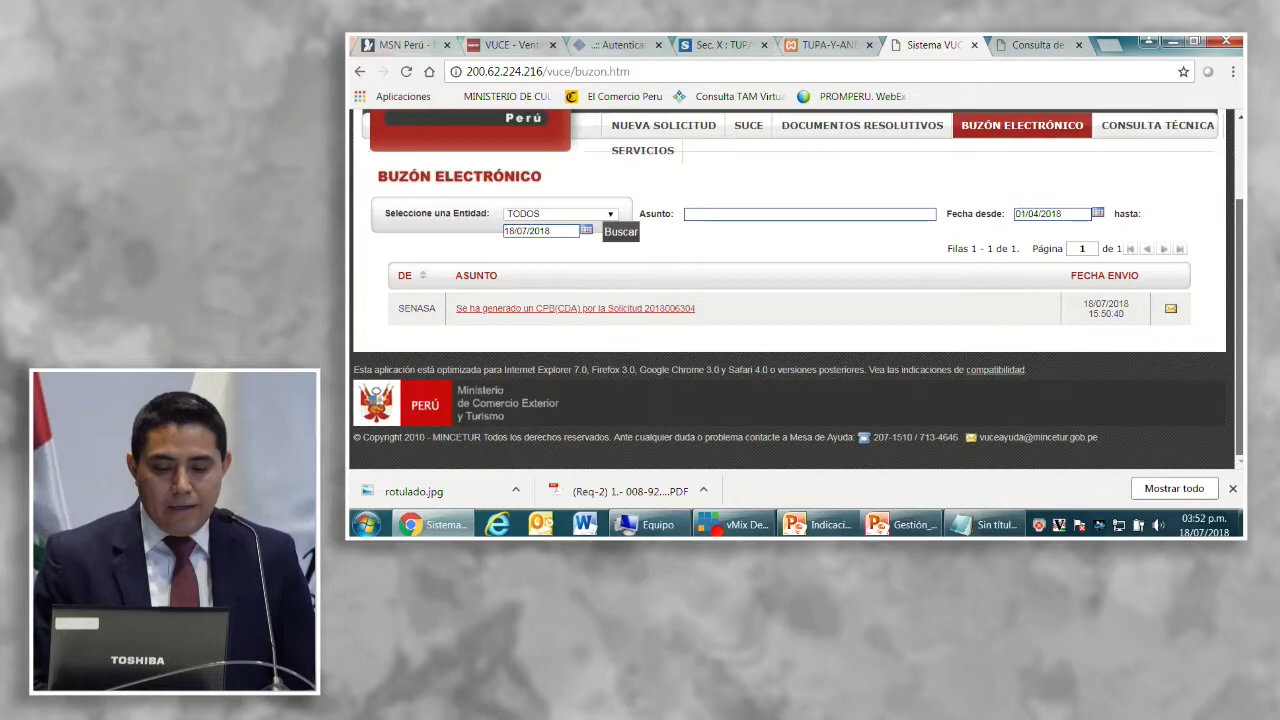 MSN Perú -
VUCE - Vent
..:: Autentica
Sec. X : TUPA
TUPA-Y-ANE
Sistema VUC
Consulta de
200.62.224.216/vuce/buzon.htm
Aplicaciones
MINISTERIO DE CUL
El Comercio Peru
Consulta TAM Virtua
PROMPERU. WebEx
Perú
NUEVA SOLICITUD
SUCE
DOCUMENTOS RESOLUTIVOS
BUZÓN ELECTRÓNICO
CONSULTA TÉCNICA
SERVICIOS
BUZÓN ELECTRÓNICO
Seleccione una Entidad: TODOS Asunto: Fecha desde: 01/04/2018 hasta:
18/07/2018 Buscar
Filas 1 - 1 de 1. Página 1 de 1
DE ASUNTO FECHA ENVIO
SENASA Se ha generado un CPB(CDA) por la Solicitud 2018006304 18/07/2018
15:50:40
Esta aplicación está optimizada para Internet Explorer 7.0, Firefox 3.0, Google Chrome 3.0 y Safari 4.0 o versiones posteriores. Vea las indicaciones de compatibilidad.
PERÚ
Ministerio
de Comercio Exterior
y Turismo
© Copyright 2010 - MINCETUR Todos los derechos reservados. Ante cualquier duda o problema contacte a Mesa de Ayuda: 207-1510 / 713-4646 vuceayuda@mincetur.gob.pe
rotulado.jpg
(Req-2) 1.- 008-92....PDF
Mostrar todo
Sistema...
Equipo
vMix De...
Indicaci...
Gestión_...
Sin títul...
03:52 p.m.
18/07/2018
TOSHIBA